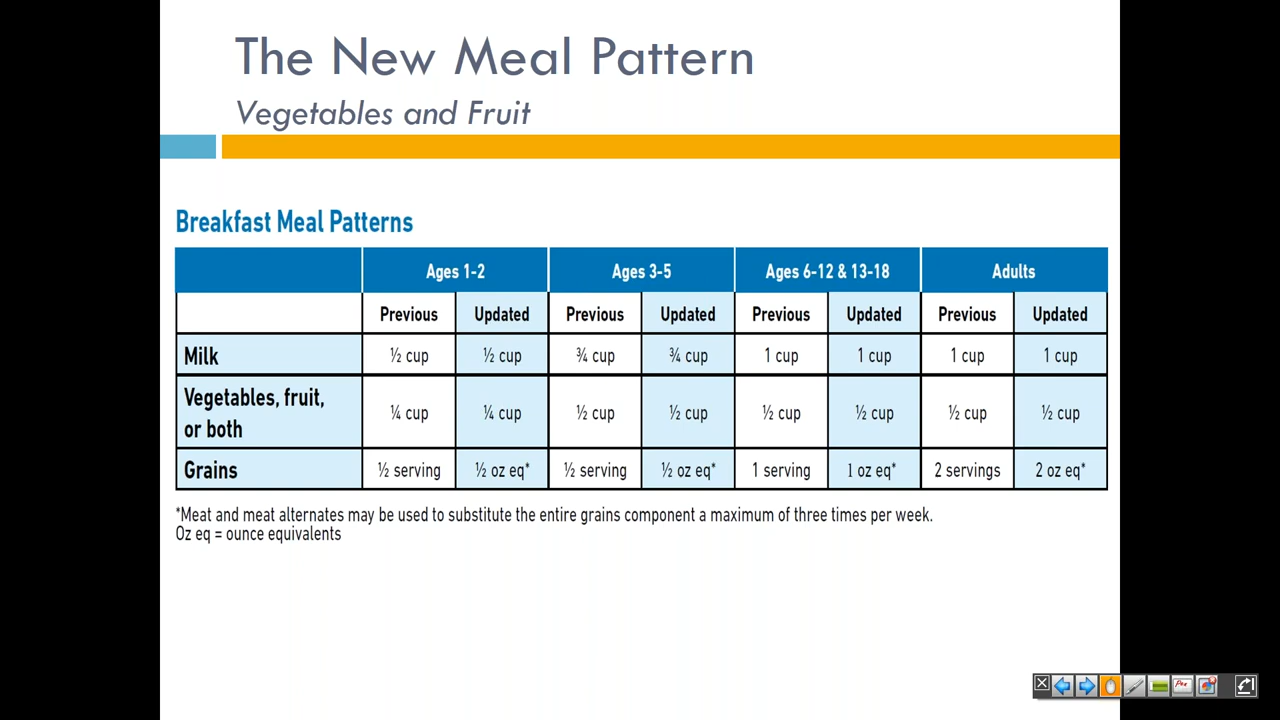 The New Meal Pattern
Vegetables and Fruit
Breakfast Meal Patterns
Ages 1-2 Ages 3-5 Ages 6-12 & 13-18 Adults
Previous Updated Previous Updated Previous Updated Previous Updated
Milk ½ cup ½ cup ¾ cup ¾ cup 1 cup 1 cup 1 cup 1 cup
Vegetables, fruit,
or both ¼ cup ¼ cup ½ cup ½ cup ½ cup ½ cup ½ cup ½ cup
Grains ½ serving ½ oz eq* ½ serving ½ oz eq* 1 serving 1 oz eq* 2 servings 2 oz eq*
*Meat and meat alternates may be used to substitute the entire grains component a maximum of three times per week.
Oz eq = ounce equivalents